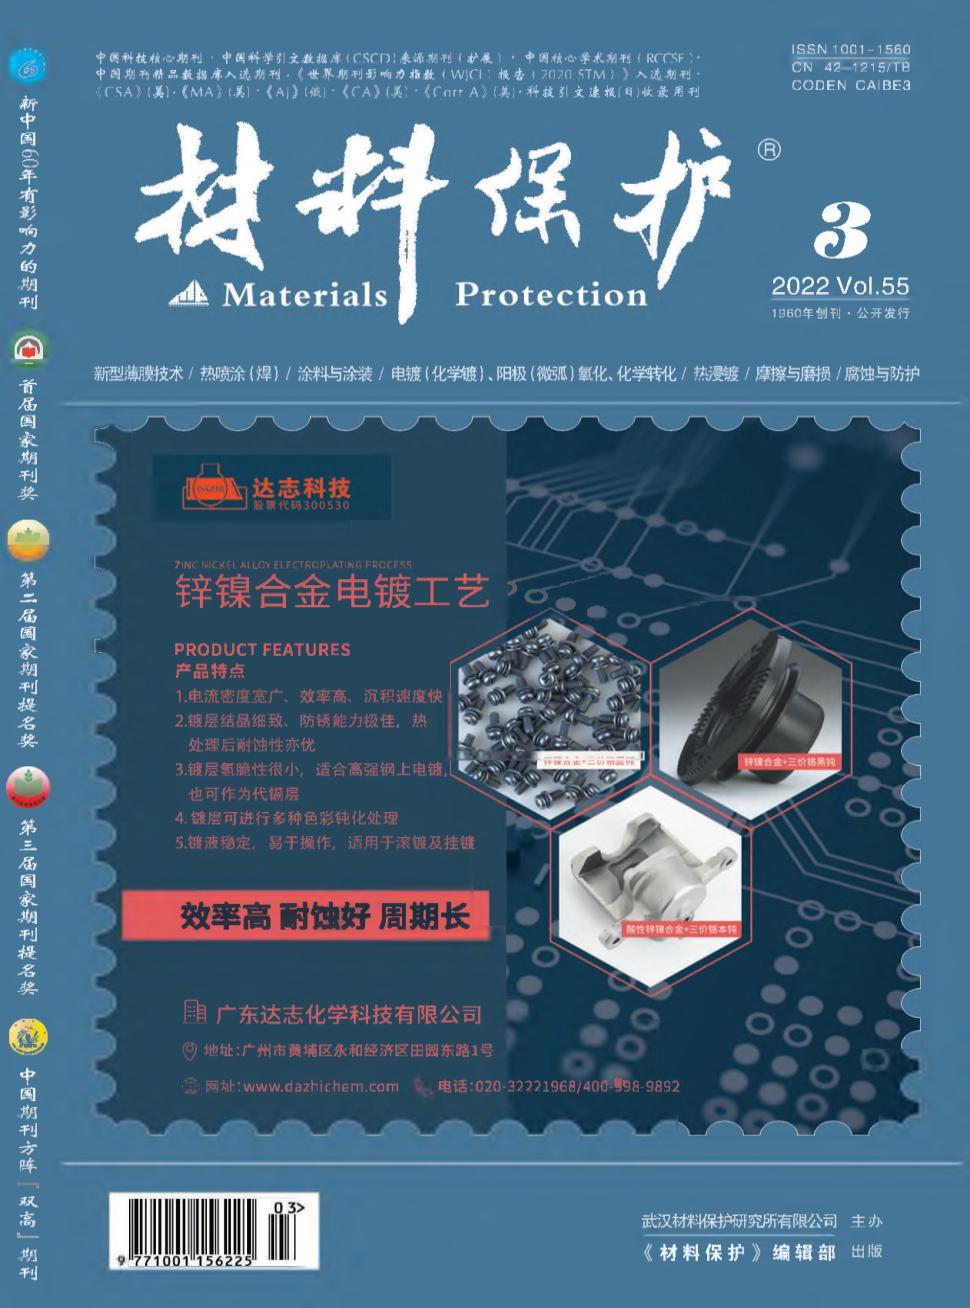 中国科技核心期刊·中国科学引文数据库(CSCD)来源期刊(扩展)·中国核心学术期刊(RCCSE)·
中国期刊精品数据库入选期刊·《世界期刊影响力指数(WJCI)报告(2020 STM)》入选期刊·
《CSA》(美)·《MA》(美)·《AJ》(俄)·《CA》(美)·《Corr A》(美)·科技引文速报(日)收录用刊
ISSN 1001-1560
CN 42-1215/TB
CODEN CAIBE3
材料保护®
Materials Protection
3
2022 Vol.55
1960年创刊·公开发行
新型薄膜技术 / 热喷涂(焊) / 涂料与涂装 / 电镀(化学镀)、阳极(微弧)氧化、化学转化 / 热浸镀 / 摩擦与磨损 / 腐蚀与防护
新中国60年有影响力的期刊
首届国家期刊奖
第二届国家期刊提名奖
第三届国家期刊提名奖
中国期刊方阵『双高』期刊
DAZHI
达志科技
股票代码300530
ZINC NICKEL ALLOY ELECTROPLATING PROCESS
锌镍合金电镀工艺
PRODUCT FEATURES
产品特点
1.电流密度宽广、效率高、沉积速度快
2.镀层结晶细致、防锈能力极佳，热
处理后耐蚀性亦优
3.镀层氢脆性很小，适合高强钢上电镀，
也可作为代镉层
4.镀层可进行多种色彩钝化处理
5.镀液稳定，易于操作，适用于滚镀及挂镀
锌镍合金+三价铬蓝钝
锌镍合金+三价铬黑钝
酸性锌镍合金+三价铬本钝
效率高 耐蚀好 周期长
广东达志化学科技有限公司
地址:广州市黄埔区永和经济区田园东路1号
网址:www.dazhichem.com 电话:020-32221968/400-998-9892
03>
9 771001 156225
武汉材料保护研究所有限公司 主办
《材料保护》编辑部 出版